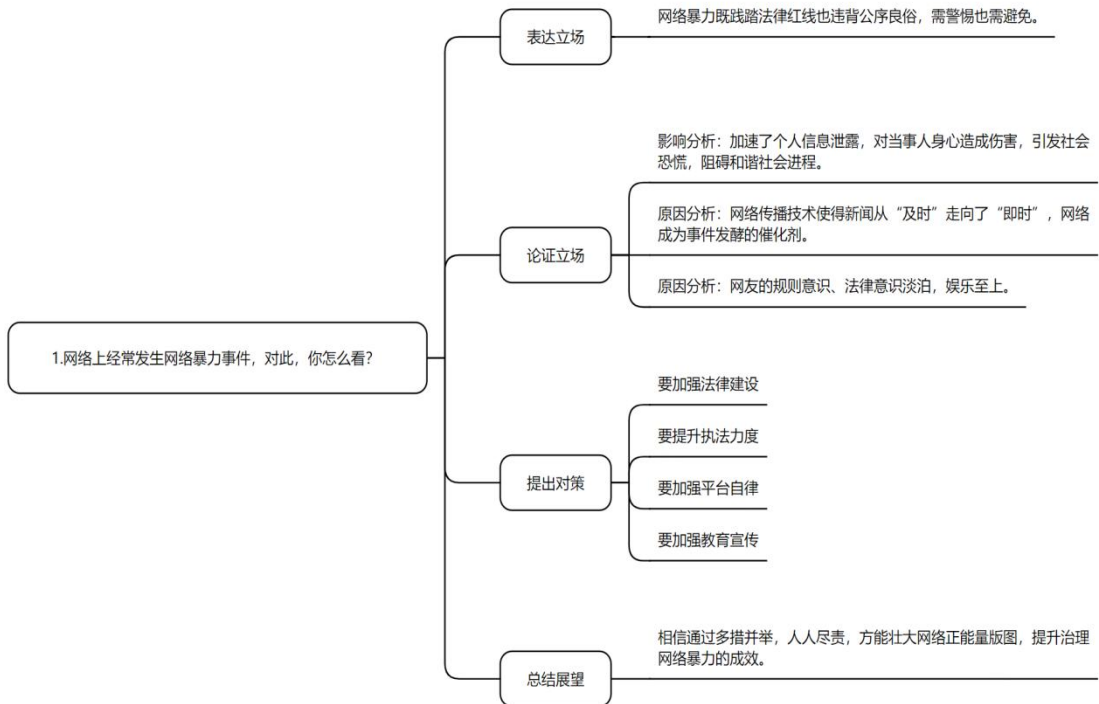 1.网络上经常发生网络暴力事件，对此，你怎么看？
表达立场
网络暴力既践踏法律红线也违背公序良俗，需警惕也需避免。
论证立场
影响分析：加速了个人信息泄露，对当事人身心造成伤害，引发社会
恐慌，阻碍和谐社会进程。
原因分析：网络传播技术使得新闻从“及时”走向了“即时”，网络
成为事件发酵的催化剂。
原因分析：网友的规则意识、法律意识淡泊，娱乐至上。
提出对策
要加强法律建设
要提升执法力度
要加强平台自律
要加强教育宣传
总结展望
相信通过多措并举，人人尽责，方能壮大网络正能量版图，提升治理
网络暴力的成效。